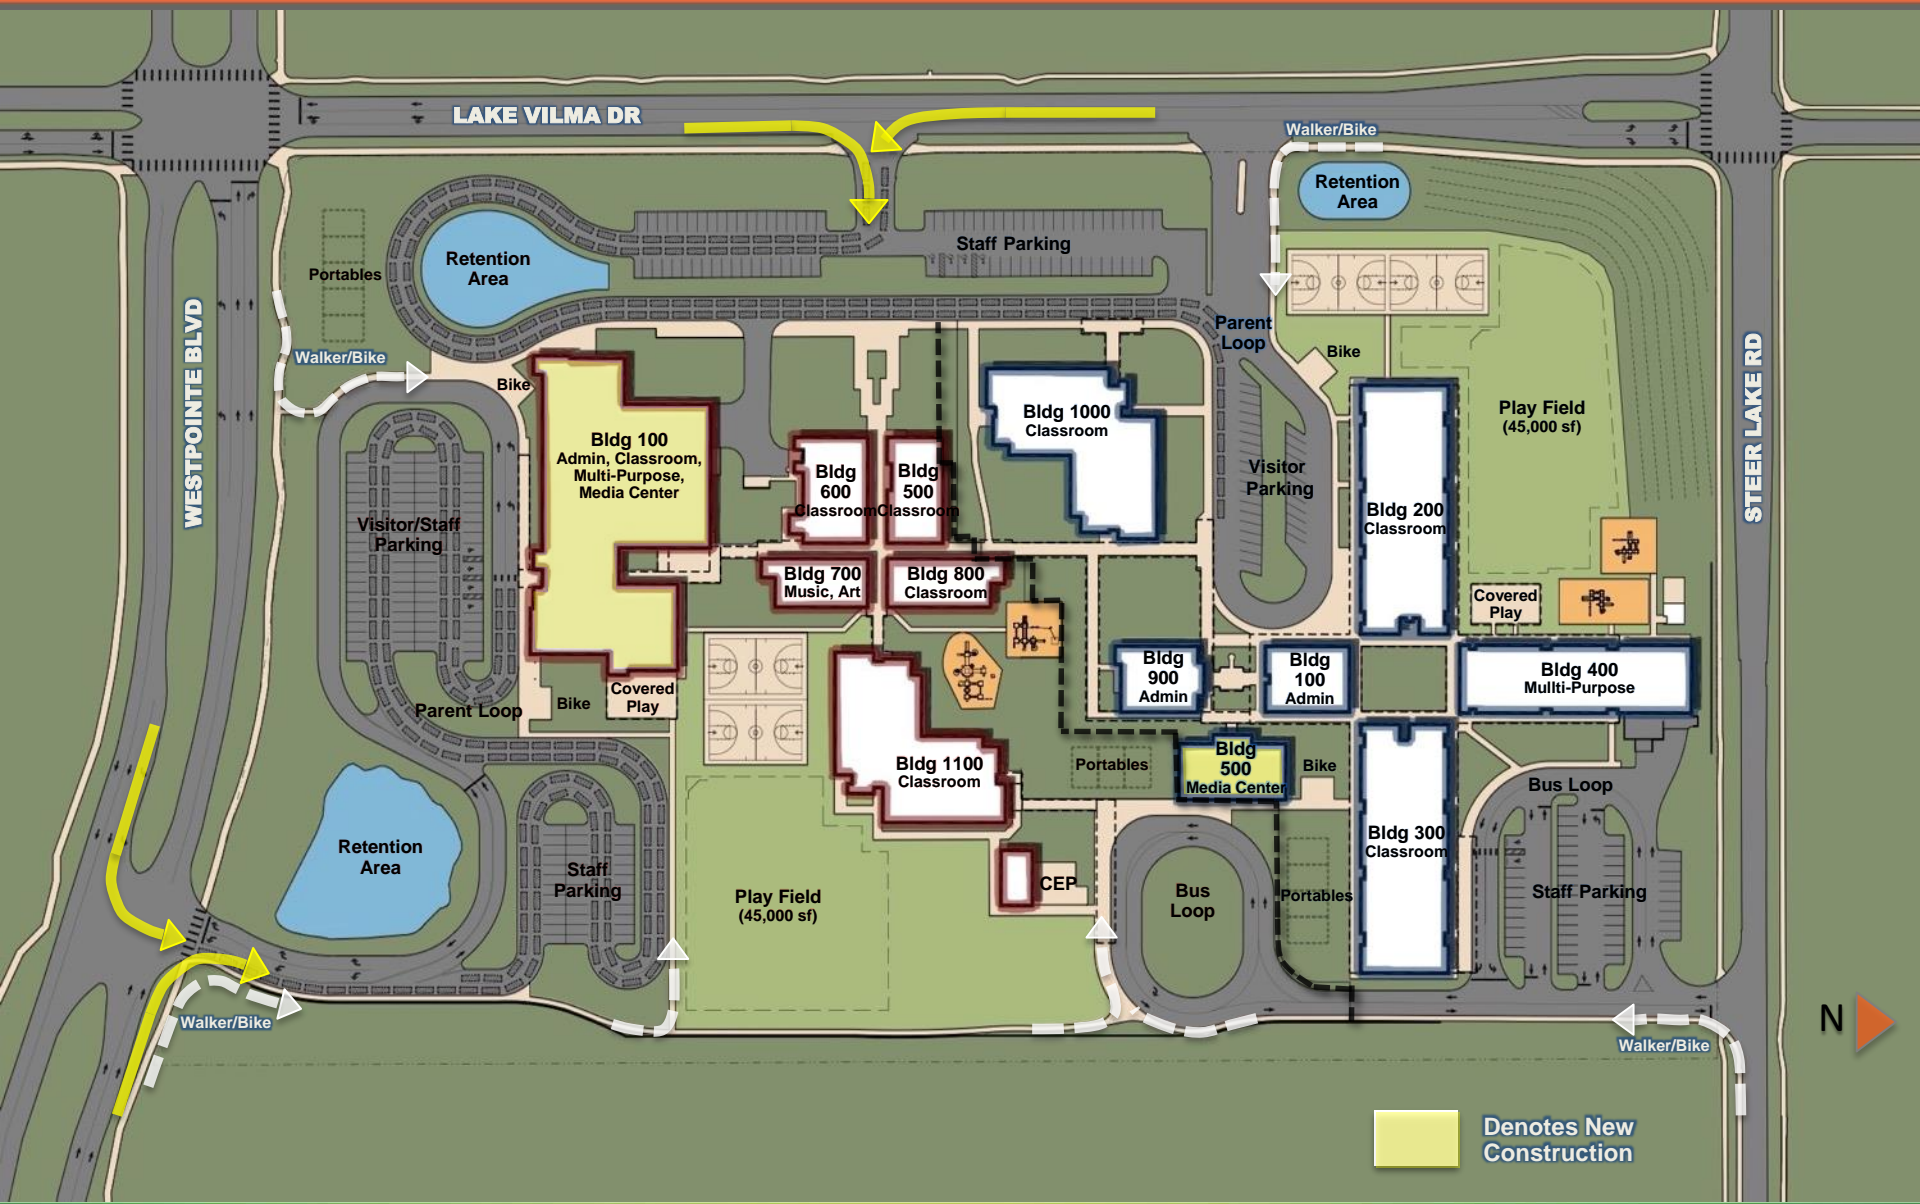 LAKE VILMA DR
Walker/Bike
Retention
Area
Staff Parking
Retention
Area
Portables
WESTPOINTE BLVD
Parent
Loop
STEER LAKE RD
Walker/Bike
Bike
Bike
Bldg 1000
Classroom
Play Field
(45,000 sf)
Bldg 100
Admin, Classroom,
Multi-Purpose,
Media Center
Bldg
600
Classroom
Bldg
500
Classroom
Visitor
Parking
Bldg 200
Classroom
Visitor/Staff
Parking
Bldg 700
Music, Art
Bldg 800
Classroom
Covered
Play
Bldg
900
Admin
Bldg
100
Admin
Bldg 400
Mullti-Purpose
Covered
Play
Bike
Parent Loop
Bldg 1100
Classroom
Portables
Bldg
500
Media Center
Bike
Bus Loop
Retention
Area
Staff
Parking
Bldg 300
Classroom
Play Field
(45,000 sf)
CEP
Bus
Loop
Portables
Staff Parking
Walker/Bike
Walker/Bike
N
Denotes New
Construction